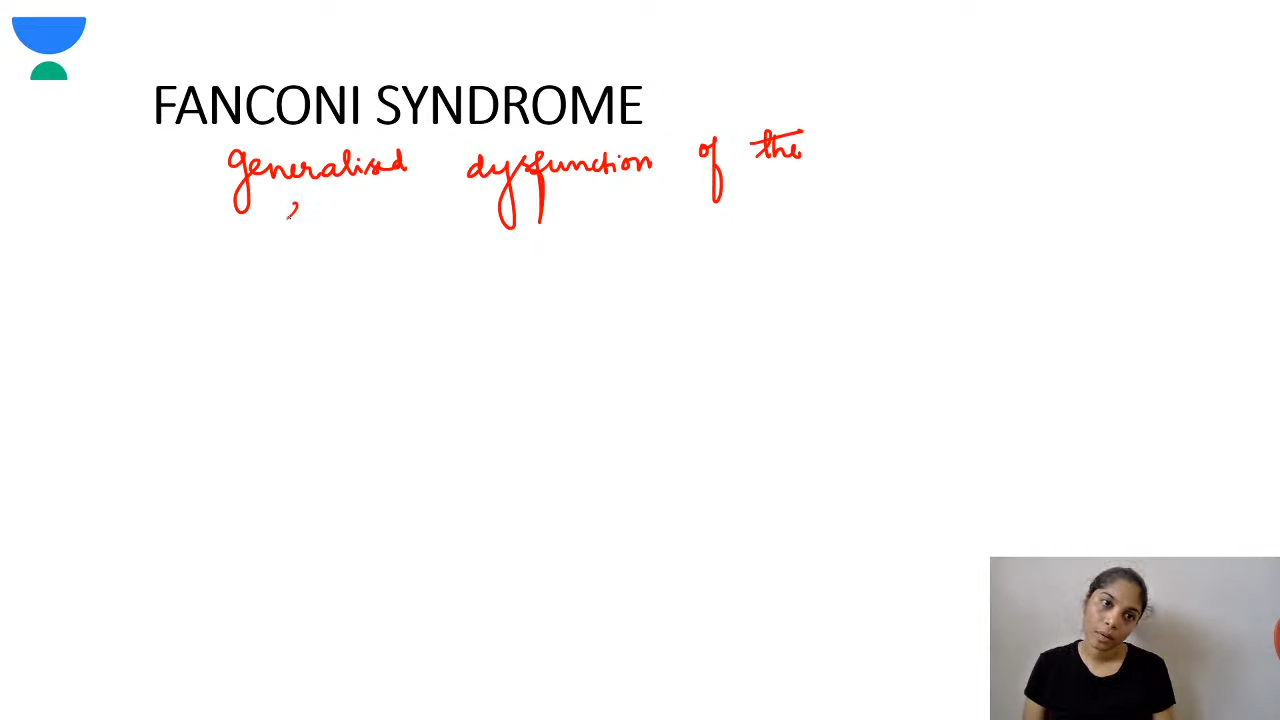 FANCONI SYNDROME
Generalised dysfunction of the